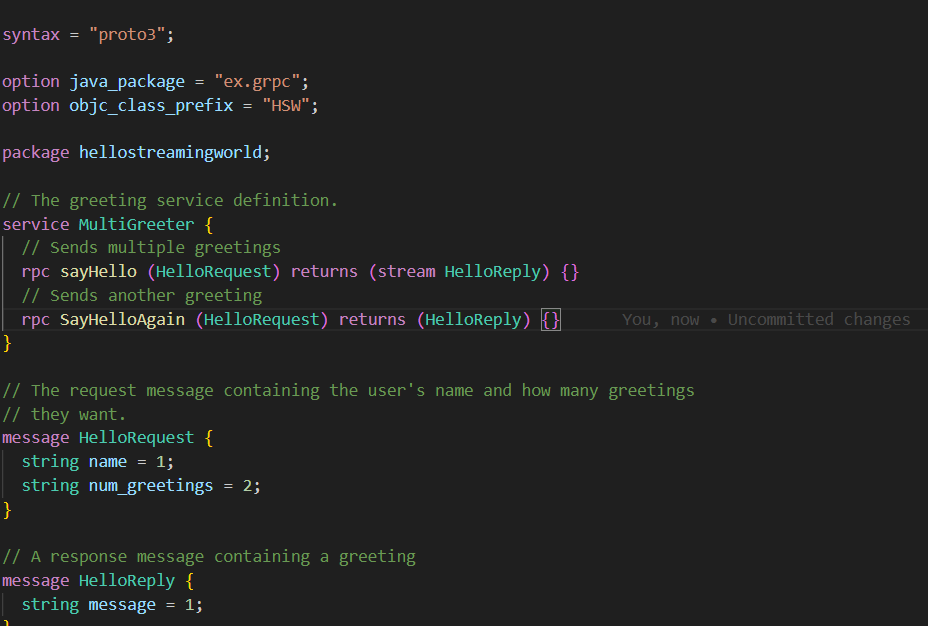 syntax = "proto3";
option java_package = "ex.grpc";
option objc_class_prefix = "HSW";
package hellostreamingworld;
// The greeting service definition.
service MultiGreeter {
// Sends multiple greetings
rpc sayHello (HelloRequest) returns (stream HelloReply) {}
// Sends another greeting
rpc SayHelloAgain (HelloRequest) returns (HelloReply) {} You, now • Uncommitted changes
}
// The request message containing the user's name and how many greetings
// they want.
message HelloRequest {
string name = 1;
string num_greetings = 2;
}
// A response message containing a greeting
message HelloReply {
string message = 1;
}